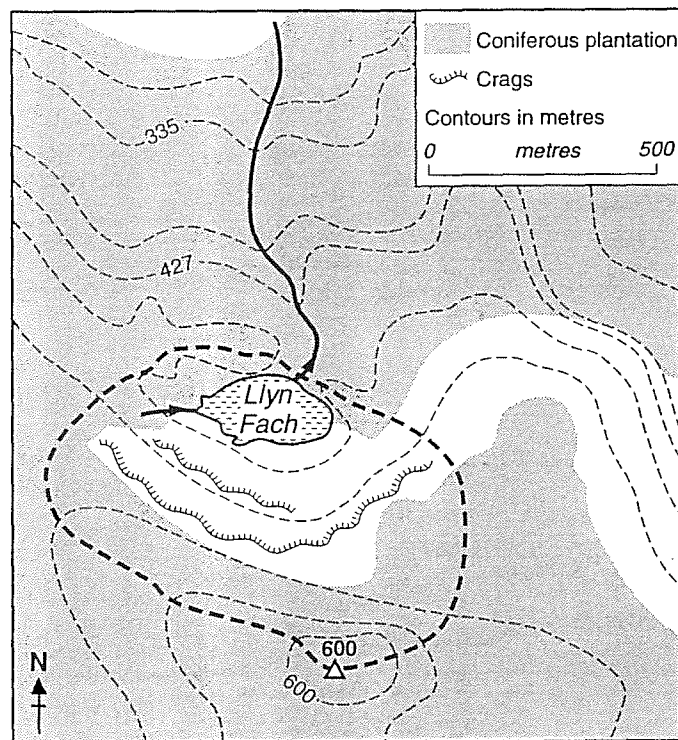 Coniferous plantation
Crags
Contours in metres
0 metres 500
335
427
Llyn
Fach
600
600
N